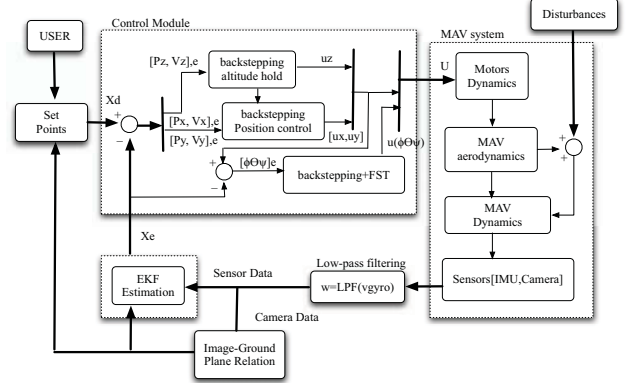 Disturbances
USER
Control Module
MAV system
[Pz, Vz],e
backstepping
altitude hold
uz
U
Motors
Dynamics
Xd
Set
Points
+
−
[Px, Vx],e
[Py, Vy],e
backstepping
Position control
[ux,uy]
u(ϕΘψ)
MAV
aerodynamics
+
+
+
−
[ϕΘψ]e
backstepping+FST
MAV
Dynamics
Xe
EKF
Estimation
Sensor Data
Low-pass filtering
w=LPF(vgyro)
Sensors[IMU,Camera]
Camera Data
Image-Ground
Plane Relation